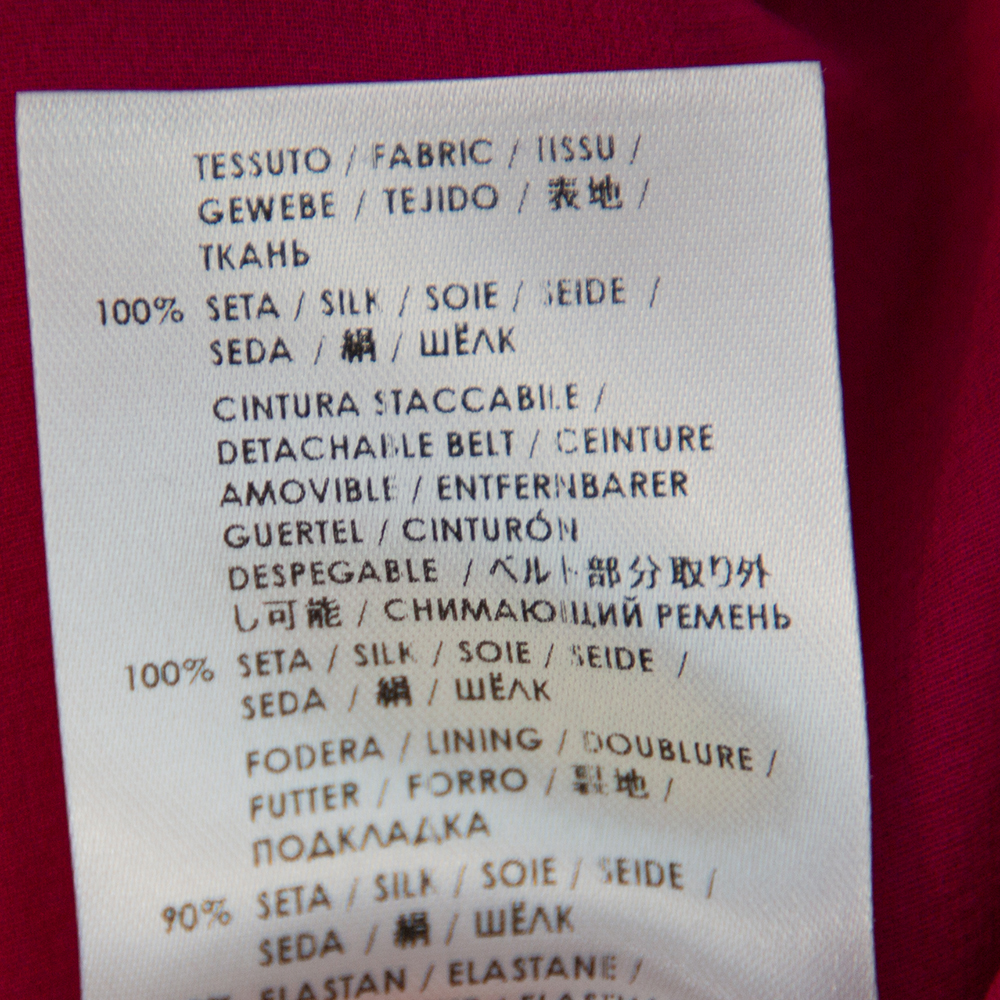 TESSUTO / FABRIC / TISSU /
GEWEBE / TEJIDO / 表地 /
ТКАНЬ
100% SETA / SILK / SOIE / SEIDE /
SEDA / 絹 / ШЁЛК
CINTURA STACCABILE /
DETACHABLE BELT / CEINTURE
AMOVIBLE / ENTFERNBARER
GUERTEL / CINTURÓN
DESPEGABLE / ベルト部分取り外
し可能 / СНИМАЮЩИЙ РЕМЕНЬ
100% SETA / SILK / SOIE / SEIDE /
SEDA / 絹 / ШЁЛК
FODERA / LINING / DOUBLURE /
FUTTER / FORRO / 裏地 /
ПОДКЛАДКА
90% SETA / SILK / SOIE / SEIDE /
SEDA / 絹 / ШЁЛК
ELASTAN / ELASTANE /